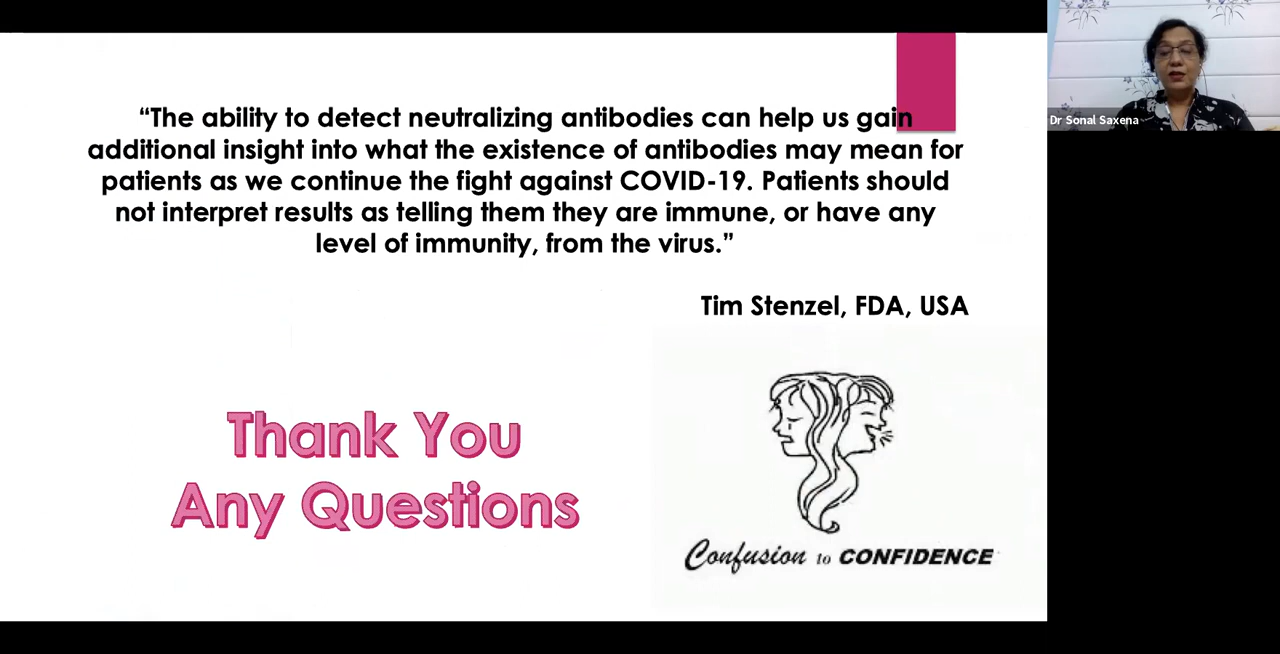 “The ability to detect neutralizing antibodies can help us gain
additional insight into what the existence of antibodies may mean for
patients as we continue the fight against COVID-19. Patients should
not interpret results as telling them they are immune, or have any
level of immunity, from the virus.”
Tim Stenzel, FDA, USA
Thank You
Any Questions
Confusion to CONFIDENCE
Dr Sonal Saxena